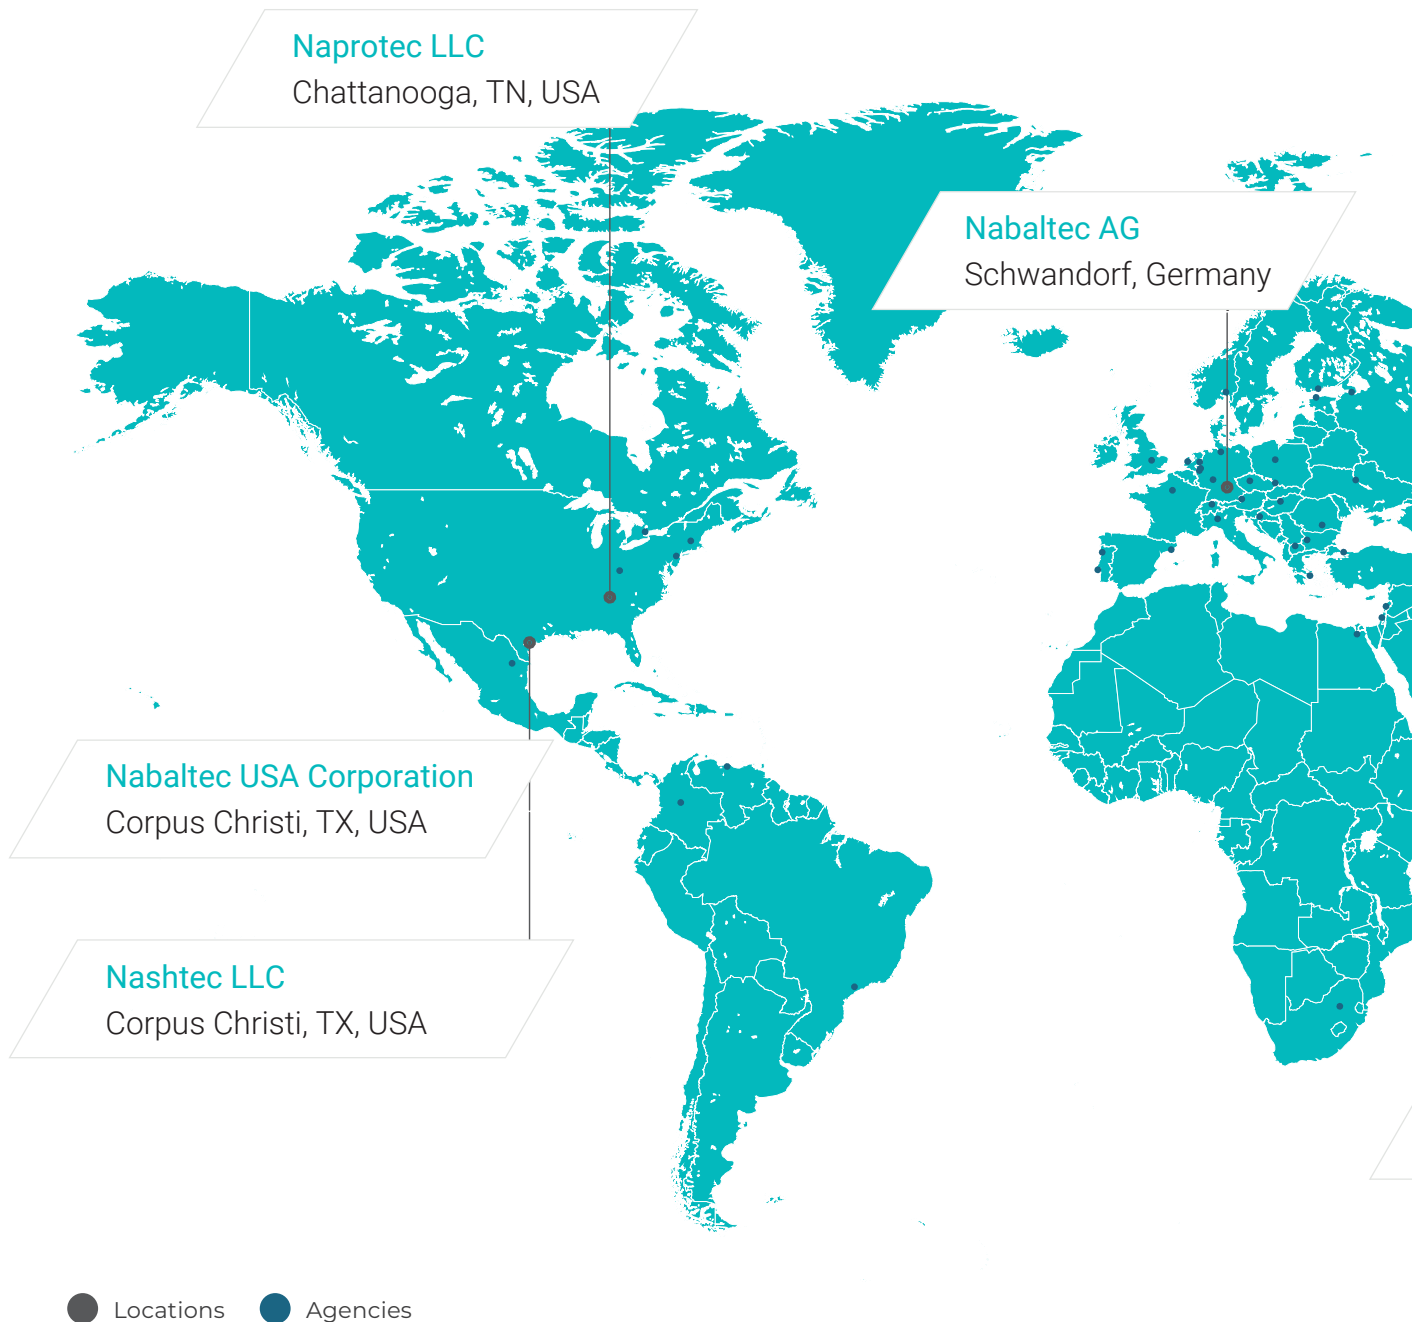 Naprotec LLC
Chattanooga, TN, USA
Nabaltec AG
Schwandorf, Germany
Nabaltec USA Corporation
Corpus Christi, TX, USA
Nashtec LLC
Corpus Christi, TX, USA
Locations
Agencies